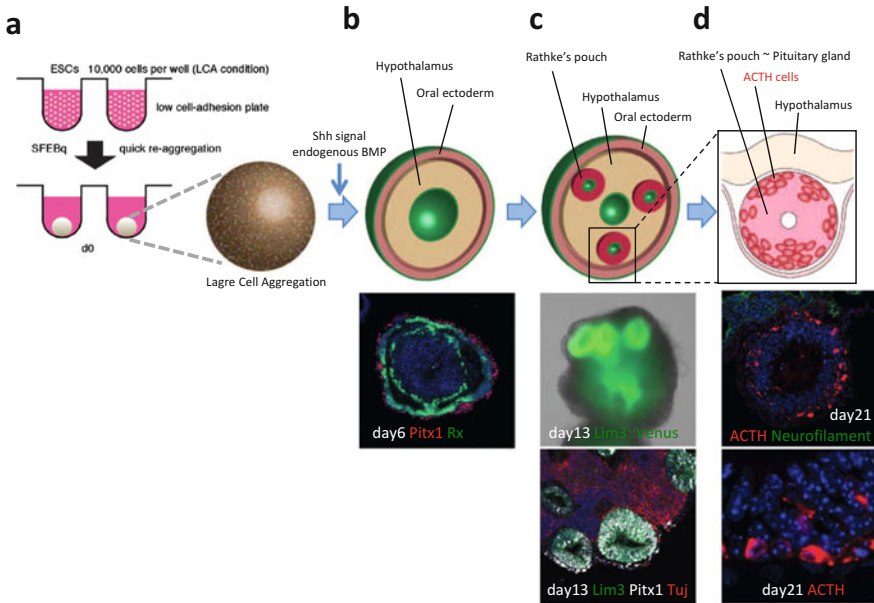 a
ESCs 10,000 cells per well (LCA condition)
low cell-adhesion plate
SFEBq
quick re-aggregation
d0
Lagre Cell Aggregation
Shh signal
endogenous BMP
b
Hypothalamus
Oral ectoderm
day6 Pitx1 Rx
c
Rathke's pouch
Hypothalamus
Oral ectoderm
day13 Lim3::Venus
day13 Lim3 Pitx1 Tuj
d
Rathke's pouch ~ Pituitary gland
ACTH cells
Hypothalamus
day21
ACTH Neurofilament
day21 ACTH